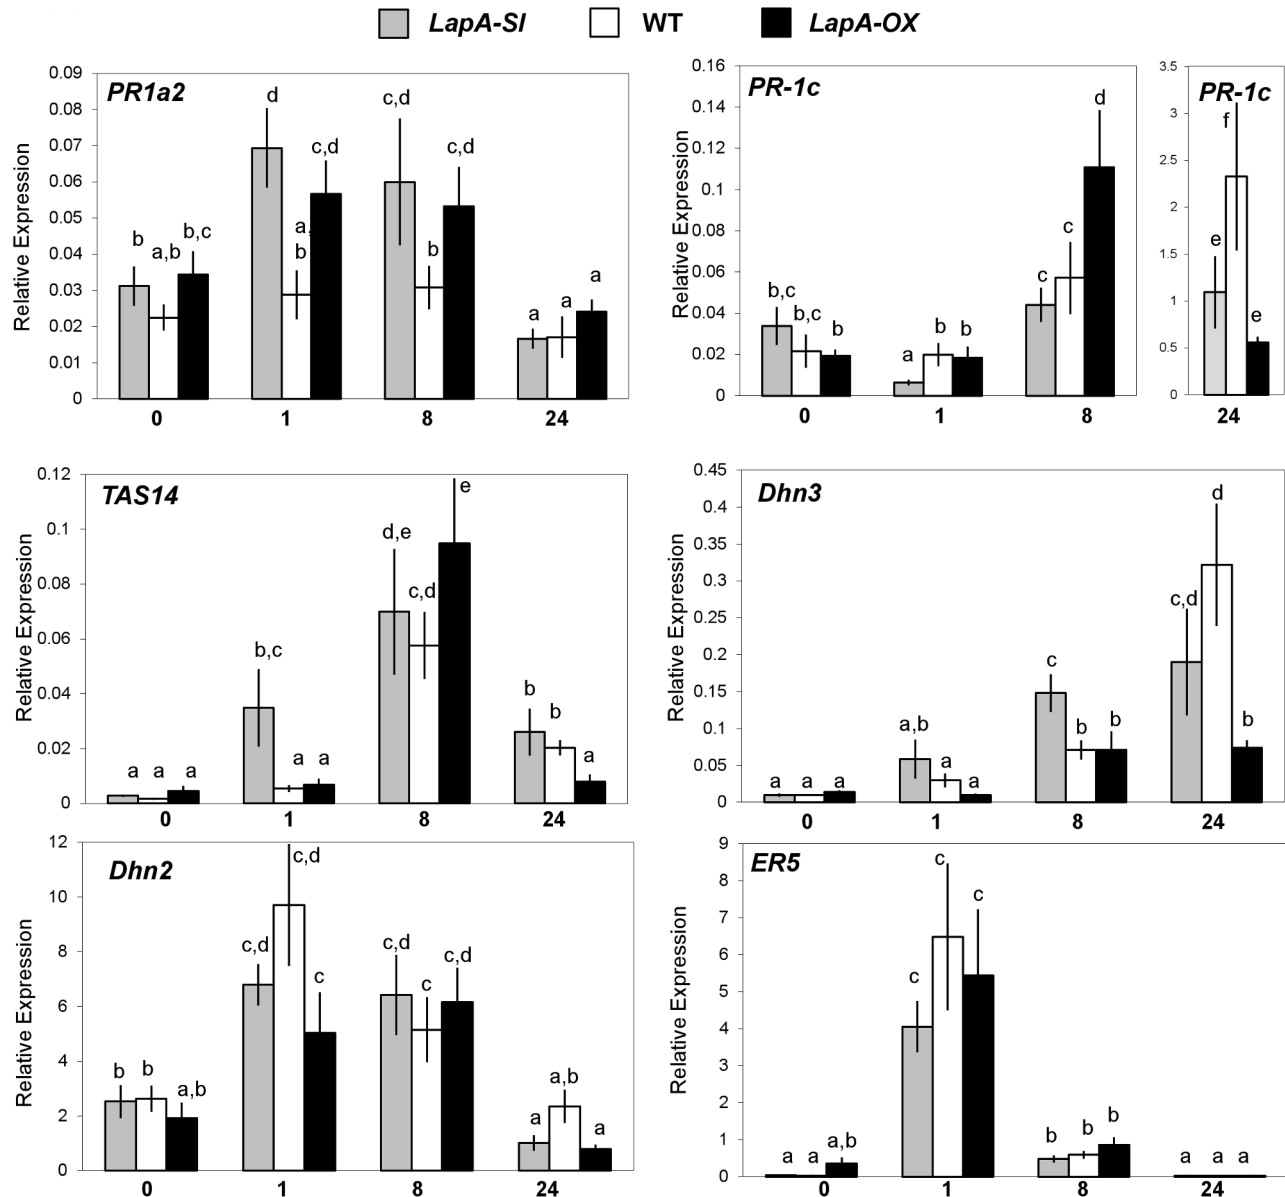 LapA-SI WT LapA-OX
PR1a2
Relative Expression
0.09
0.08
0.07
0.06
0.05
0.04
0.03
0.02
0.01
0
b a,b b,c
d a, b c,d
c,d b c,d
a a a
0 1 8 24
PR-1c
Relative Expression
0.16
0.14
0.12
0.1
0.08
0.06
0.04
0.02
0
b,c b,c b
a b b
c c d
0 1 8
PR-1c
3.5
3
2.5
2
1.5
1
0.5
0
e f e
24
TAS14
Relative Expression
0.12
0.1
0.08
0.06
0.04
0.02
0
a a a
b,c a a
d,e c,d e
b b a
0 1 8 24
Dhn3
Relative Expression
0.45
0.4
0.35
0.3
0.25
0.2
0.15
0.1
0.05
0
a a a
a,b a a
c b b
c,d d b
0 1 8 24
Dhn2
Relative Expression
12
10
8
6
4
2
0
b b a,b
c,d c,d c
c,d c c,d
a a,b a
0 1 8 24
ER5
Relative Expression
9
8
7
6
5
4
3
2
1
0
a a a,b
c c c
b b b
a a a
0 1 8 24